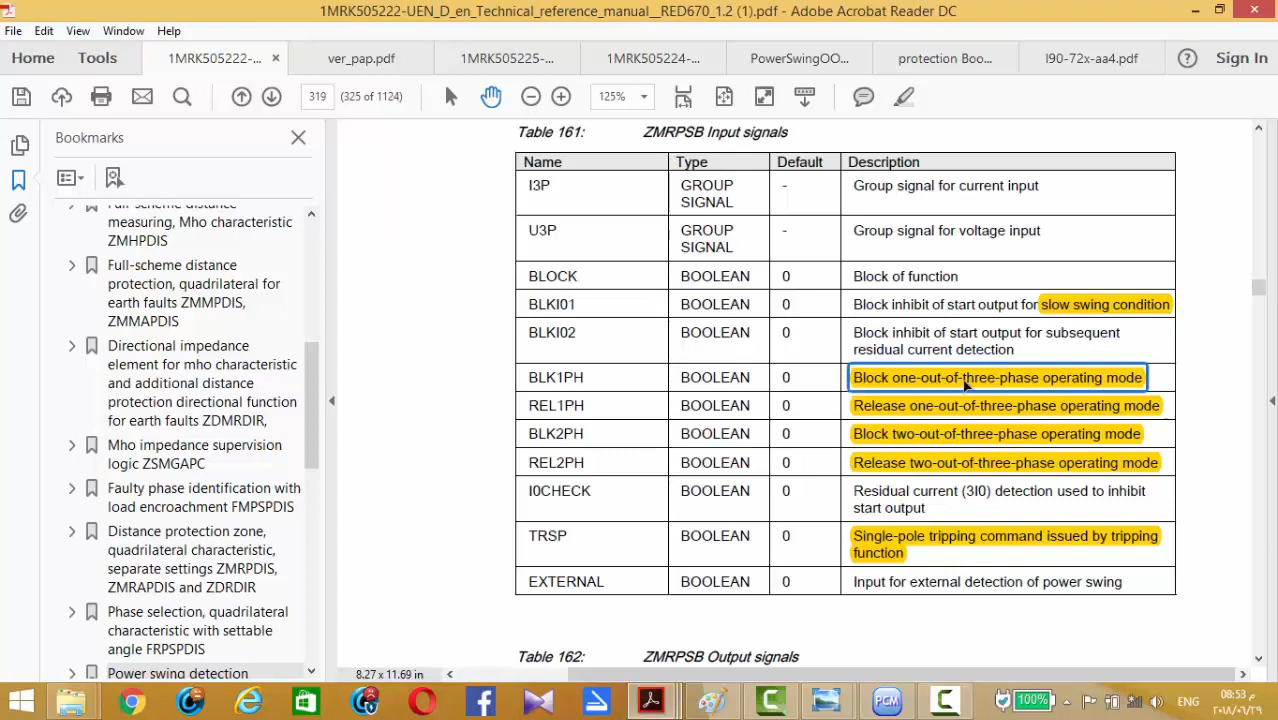 1MRK505222-UEN_D_en_Technical_reference_manual__RED670_1.2 (1).pdf - Adobe Acrobat Reader DC
File Edit View Window Help
Home Tools 1MRK505222-... × ver_pap.pdf 1MRK505225-... 1MRK505224-... PowerSwingOO... protection Boo... I90-72x-aa4.pdf Sign In
319 (325 of 1124) 125%
Bookmarks
Full-scheme distance
measuring, Mho characteristic
ZMHPDIS
Full-scheme distance
protection, quadrilateral for
earth faults ZMMPDIS,
ZMMAPDIS
Directional impedance
element for mho characteristic
and additional distance
protection directional function
for earth faults ZDMRDIR,
Mho impedance supervision
logic ZSMGAPC
Faulty phase identification with
load encroachment FMPSPDIS
Distance protection zone,
quadrilateral characteristic,
separate settings ZMRPDIS,
ZMRAPDIS and ZDRDIR
Phase selection, quadrilateral
characteristic with settable
angle FRPSPDIS
Power swing detection
Table 161: ZMRPSB Input signals
Name Type Default Description
I3P GROUP SIGNAL - Group signal for current input
U3P GROUP SIGNAL - Group signal for voltage input
BLOCK BOOLEAN 0 Block of function
BLKI01 BOOLEAN 0 Block inhibit of start output for slow swing condition
BLKI02 BOOLEAN 0 Block inhibit of start output for subsequent
residual current detection
BLK1PH BOOLEAN 0 Block one-out-of-three-phase operating mode
REL1PH BOOLEAN 0 Release one-out-of-three-phase operating mode
BLK2PH BOOLEAN 0 Block two-out-of-three-phase operating mode
REL2PH BOOLEAN 0 Release two-out-of-three-phase operating mode
I0CHECK BOOLEAN 0 Residual current (3I0) detection used to inhibit
start output
TRSP BOOLEAN 0 Single-pole tripping command issued by tripping
function
EXTERNAL BOOLEAN 0 Input for external detection of power swing
Table 162: ZMRPSB Output signals
8.27 x 11.69 in
PCM 100% ENG 08:53 م
٢٠١٨/٠٦/٢٩